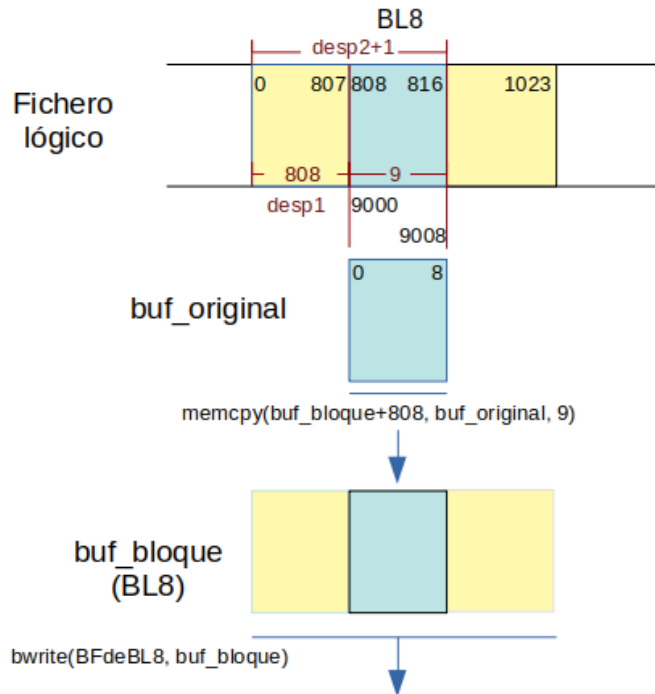 BL8
desp2+1
0 807 808 816 1023
Fichero
lógico
808 9
desp1 9000
9008
0 8
buf_original
memcpy(buf_bloque+808, buf_original, 9)
buf_bloque
(BL8)
bwrite(BFdeBL8, buf_bloque)